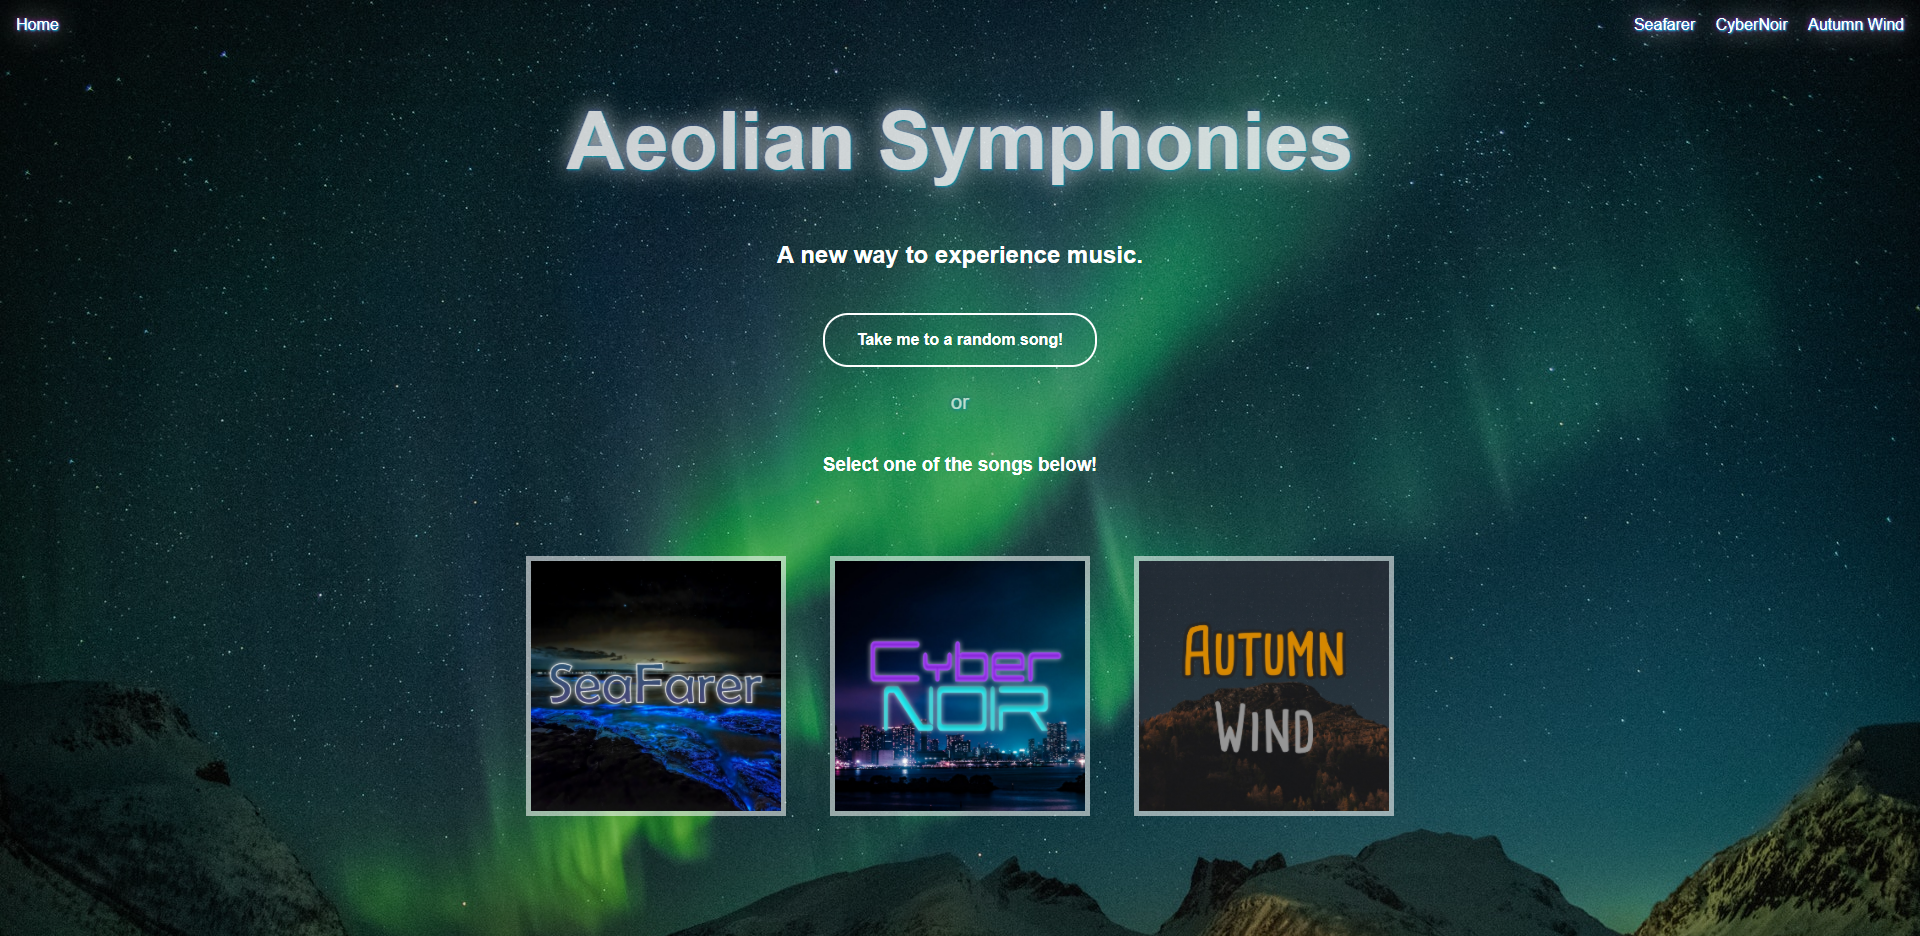 Home
Seafarer
CyberNoir
Autumn Wind
Aeolian Symphonies
A new way to experience music.
Take me to a random song!
or
Select one of the songs below!
SeaFarer
Cyber
NOIR
AUTUMN
WIND